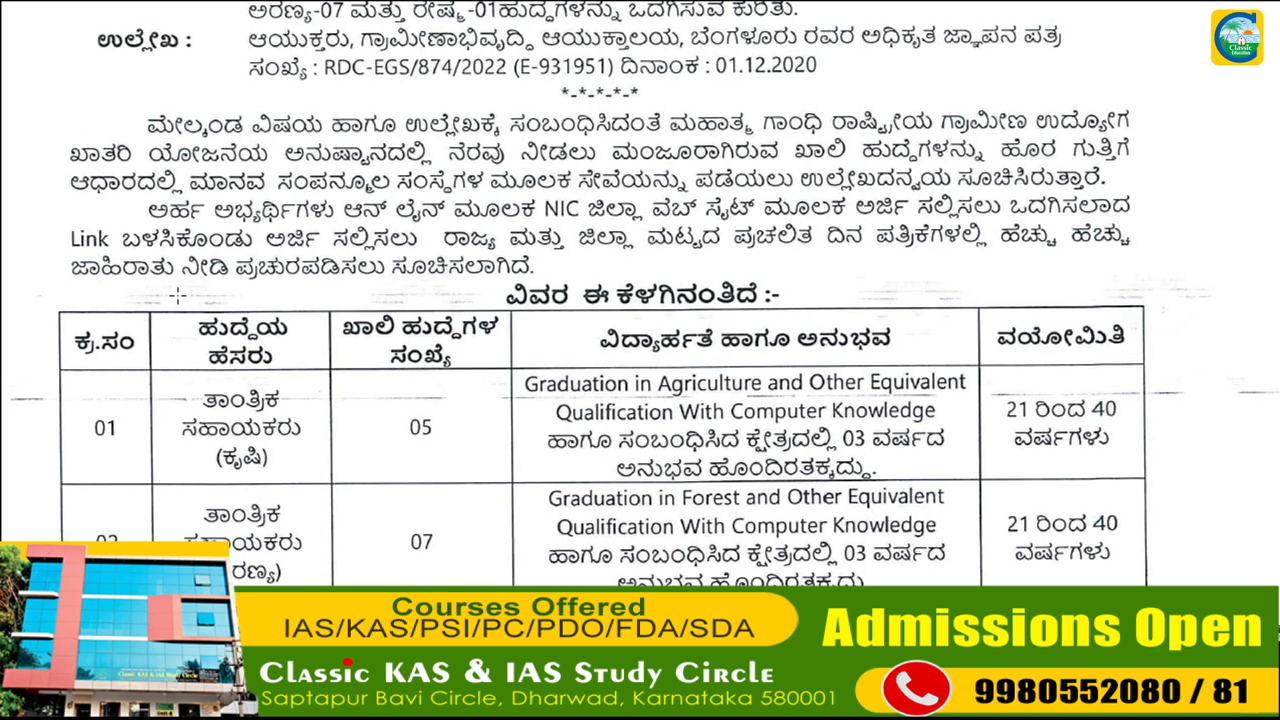 ಅರಣ್ಯ-07 ಮತ್ತು ರೇಷ್ಮೆ-01ಹುದ್ದೆಗಳನ್ನು ಒದಗಿಸುವ ಕುರಿತು.
ಉಲ್ಲೇಖ : ಆಯುಕ್ತರು, ಗ್ರಾಮೀಣಾಭಿವೃದ್ಧಿ ಆಯುಕ್ತಾಲಯ, ಬೆಂಗಳೂರು ರವರ ಅಧಿಕೃತ ಜ್ಞಾಪನ ಪತ್ರ
ಸಂಖ್ಯೆ : RDC-EGS/874/2022 (E-931951) ದಿನಾಂಕ : 01.12.2020
*-*-*-*-*
ಮೇಲ್ಕಂಡ ವಿಷಯ ಹಾಗೂ ಉಲ್ಲೇಖಕ್ಕೆ ಸಂಬಂಧಿಸಿದಂತೆ ಮಹಾತ್ಮ ಗಾಂಧಿ ರಾಷ್ಟ್ರೀಯ ಗ್ರಾಮೀಣ ಉದ್ಯೋಗ
ಖಾತರಿ ಯೋಜನೆಯ ಅನುಷ್ಠಾನದಲ್ಲಿ ನೆರವು ನೀಡಲು ಮಂಜೂರಾಗಿರುವ ಖಾಲಿ ಹುದ್ದೆಗಳನ್ನು ಹೊರ ಗುತ್ತಿಗೆ
ಆಧಾರದಲ್ಲಿ ಮಾನವ ಸಂಪನ್ಮೂಲ ಸಂಸ್ಥೆಗಳ ಮೂಲಕ ಸೇವೆಯನ್ನು ಪಡೆಯಲು ಉಲ್ಲೇಖದನ್ವಯ ಸೂಚಿಸಿರುತ್ತಾರೆ.
ಅರ್ಹ ಅಭ್ಯರ್ಥಿಗಳು ಆನ್ ಲೈನ್ ಮೂಲಕ NIC ಜಿಲ್ಲಾ ವೆಬ್ ಸೈಟ್ ಮೂಲಕ ಅರ್ಜಿ ಸಲ್ಲಿಸಲು ಒದಗಿಸಲಾದ
Link ಬಳಸಿಕೊಂಡು ಅರ್ಜಿ ಸಲ್ಲಿಸಲು ರಾಜ್ಯ ಮತ್ತು ಜಿಲ್ಲಾ ಮಟ್ಟದ ಪ್ರಚಲಿತ ದಿನ ಪತ್ರಿಕೆಗಳಲ್ಲಿ ಹೆಚ್ಚು ಹೆಚ್ಚು
ಜಾಹಿರಾತು ನೀಡಿ ಪ್ರಚುರಪಡಿಸಲು ಸೂಚಿಸಲಾಗಿದೆ.
ವಿವರ ಈ ಕೆಳಗಿನಂತಿದೆ :-
ಕ್ರ.ಸಂ ಹುದ್ದೆಯ ಹೆಸರು ಖಾಲಿ ಹುದ್ದೆಗಳ ಸಂಖ್ಯೆ ವಿದ್ಯಾರ್ಹತೆ ಹಾಗೂ ಅನುಭವ ವಯೋಮಿತಿ
01 ತಾಂತ್ರಿಕ ಸಹಾಯಕರು (ಕೃಷಿ) 05 Graduation in Agriculture and Other Equivalent
Qualification With Computer Knowledge
ಹಾಗೂ ಸಂಬಂಧಿಸಿದ ಕ್ಷೇತ್ರದಲ್ಲಿ 03 ವರ್ಷದ
ಅನುಭವ ಹೊಂದಿರತಕ್ಕದ್ದು. 21 ರಿಂದ 40 ವರ್ಷಗಳು
ತಾಂತ್ರಿಕ ಸಹಾಯಕರು 07 Graduation in Forest and Other Equivalent
Qualification With Computer Knowledge
ಹಾಗೂ ಸಂಬಂಧಿಸಿದ ಕ್ಷೇತ್ರದಲ್ಲಿ 03 ವರ್ಷದ
ಅನುಭವ ಹೊಂದಿರತಕ್ಕದ್ದು 21 ರಿಂದ 40 ವರ್ಷಗಳು
Classic
Education
Courses Offered
IAS/KAS/PSI/PC/PDO/FDA/SDA
Classic KAS & IAS Study Circle
Saptapur Bavi Circle, Dharwad, Karnataka 580001
Admissions Open
9980552080 / 81